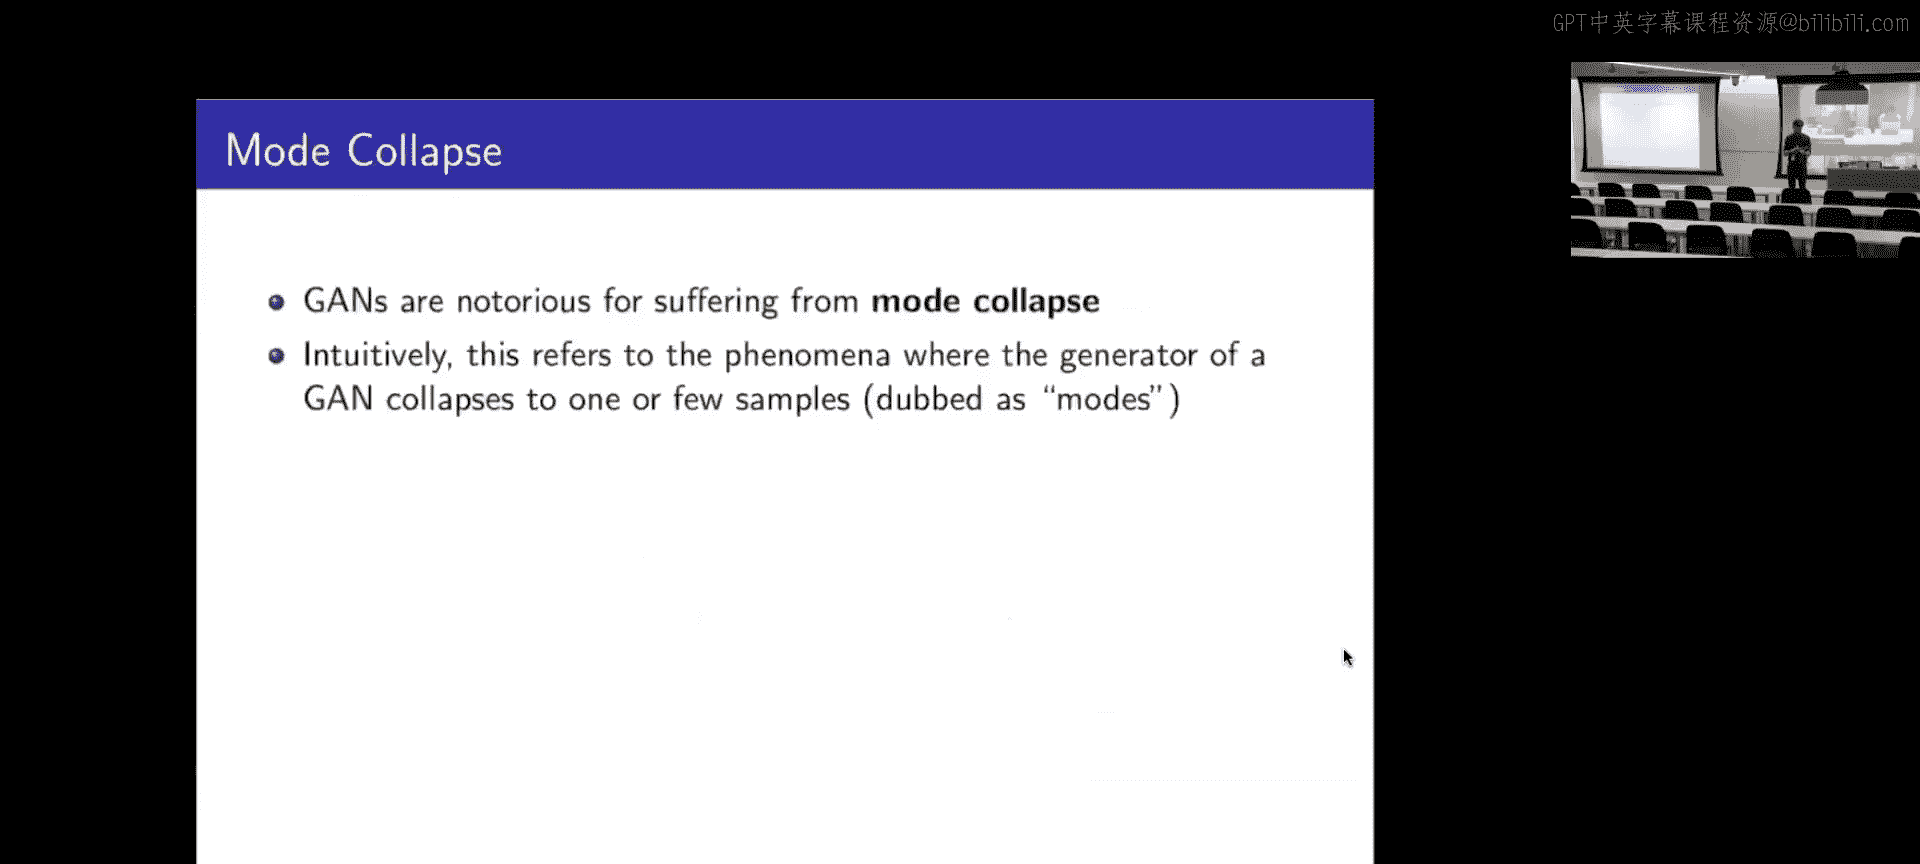 GPT中英字幕课程资源@bilibili.com
Mode Collapse
GANs are notorious for suffering from mode collapse
Intuitively, this refers to the phenomena where the generator of a
GAN collapses to one or few samples (dubbed as “modes”)